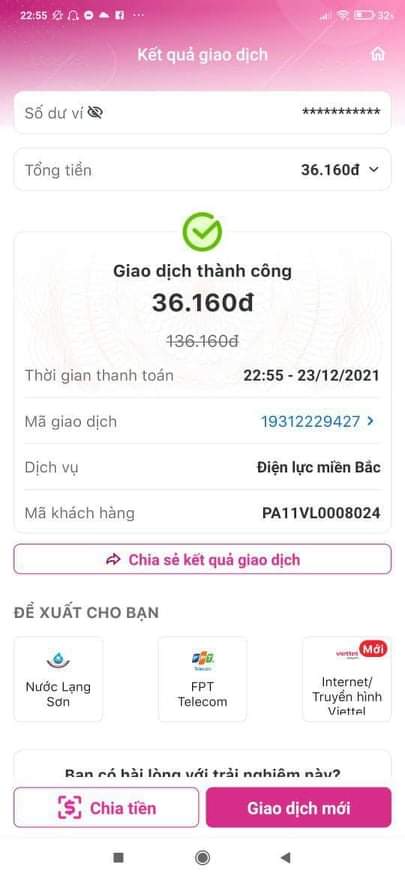 22:55
32
Kết quả giao dịch
Số dư ví ***********
Tổng tiền 36.160đ
Giao dịch thành công
36.160đ
136.160đ
Thời gian thanh toán 22:55 - 23/12/2021
Mã giao dịch 19312229427
Dịch vụ Điện lực miền Bắc
Mã khách hàng PA11VL0008024
Chia sẻ kết quả giao dịch
ĐỀ XUẤT CHO BẠN
Nước Lạng
Sơn
FPT
Telecom
FPT
Telecom
viettel Mới
Internet/
Truyền hình
Viettel
Bạn có hài lòng với trải nghiệm này?
Chia tiền
Giao dịch mới